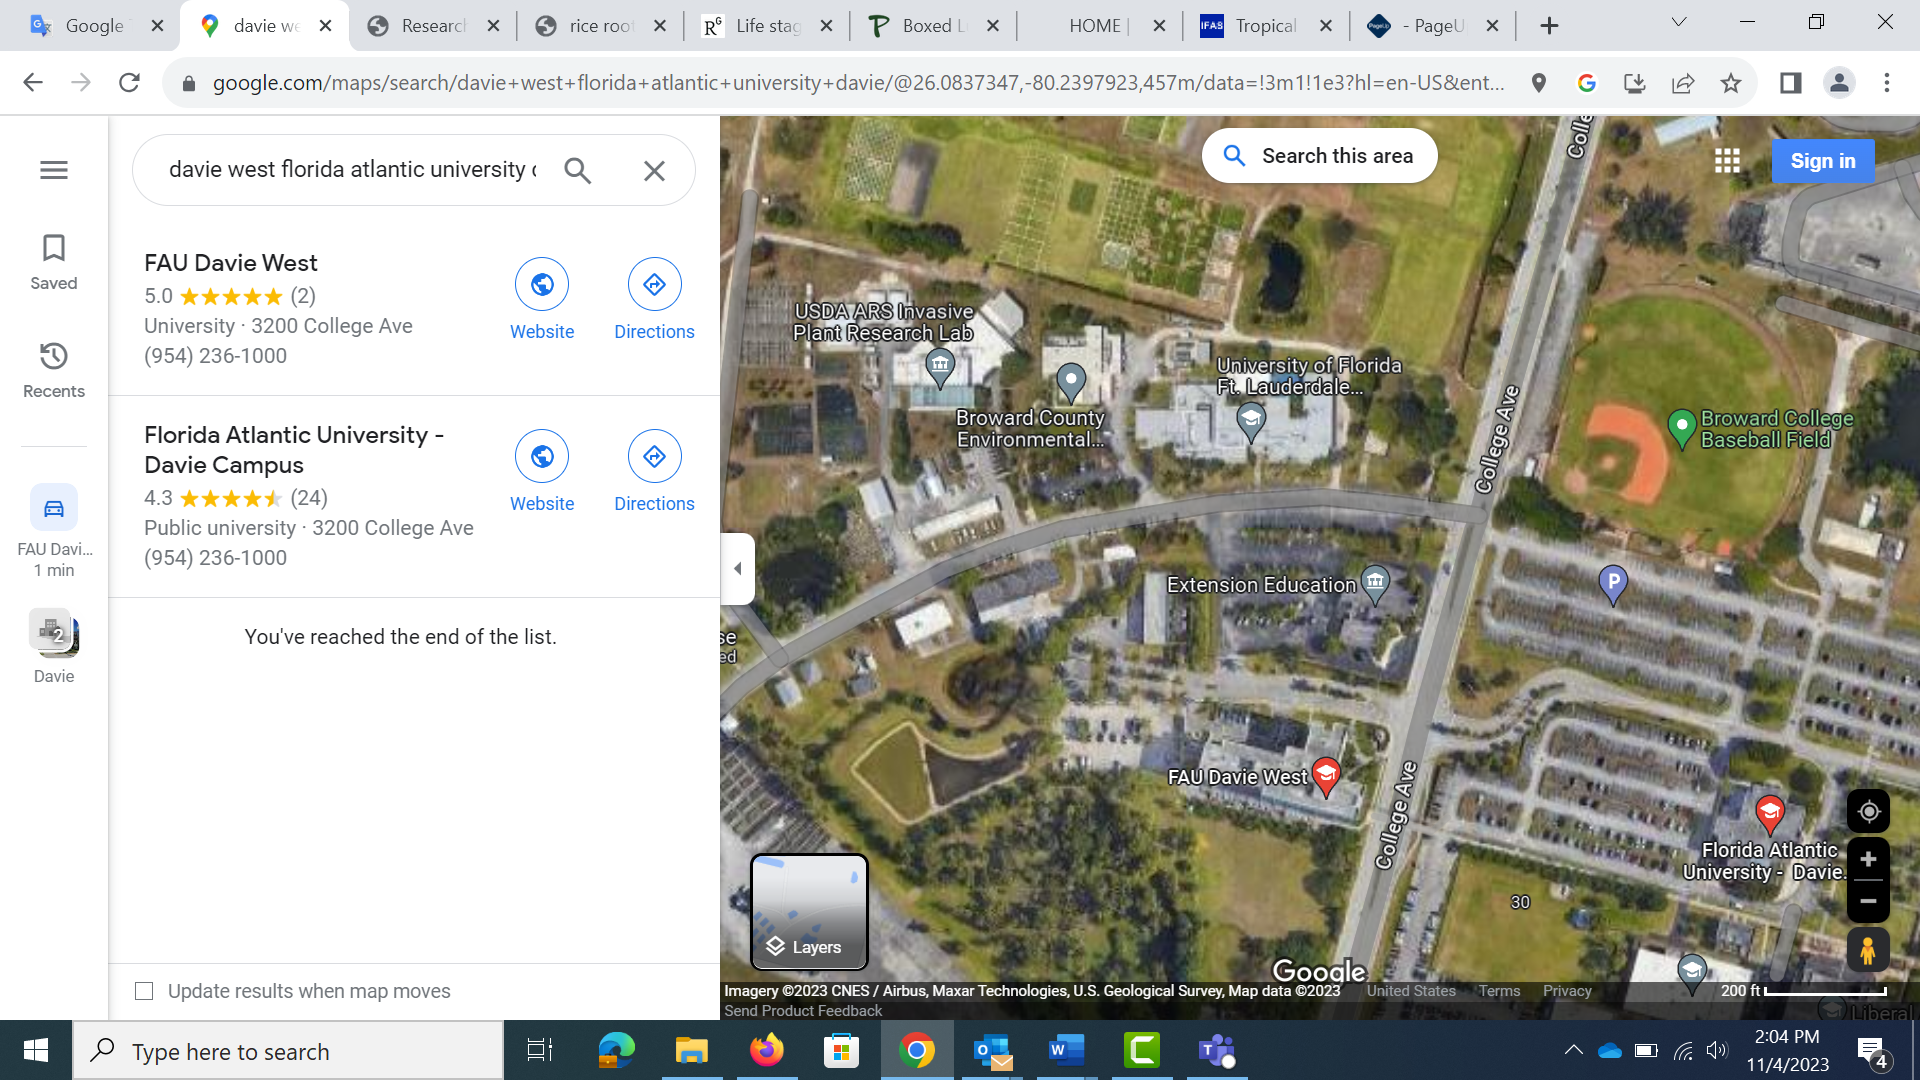 Google T
davie we
Research
rice root
Life stag
Boxed L
HOME |
Tropical
- PageU
google.com/maps/search/davie+west+florida+atlantic+university+davie/@26.0837347,-80.2397923,457m/data=!3m1!1e3?hl=en-US&ent...
davie west florida atlantic university d
Saved
Recents
FAU Davi...
1 min
2
Davie
FAU Davie West
5.0 (2)
University · 3200 College Ave
(954) 236-1000
Website
Directions
Florida Atlantic University -
Davie Campus
4.3 (24)
Public university · 3200 College Ave
(954) 236-1000
Website
Directions
You've reached the end of the list.
Update results when map moves
Search this area
Sign in
Colle
USDA ARS Invasive
Plant Research Lab
University of Florida
Ft. Lauderdale...
Broward County
Environmental...
College Ave
Broward College
Baseball Field
Extension Education
P
se
ed
FAU Davie West
College Ave
Florida Atlantic
University - Davie.
30
Layers
Google
Liberal
Imagery ©2023 CNES / Airbus, Maxar Technologies, U.S. Geological Survey, Map data ©2023
United States
Terms
Privacy
200 ft
Send Product Feedback
Type here to search
2:04 PM
11/4/2023
4